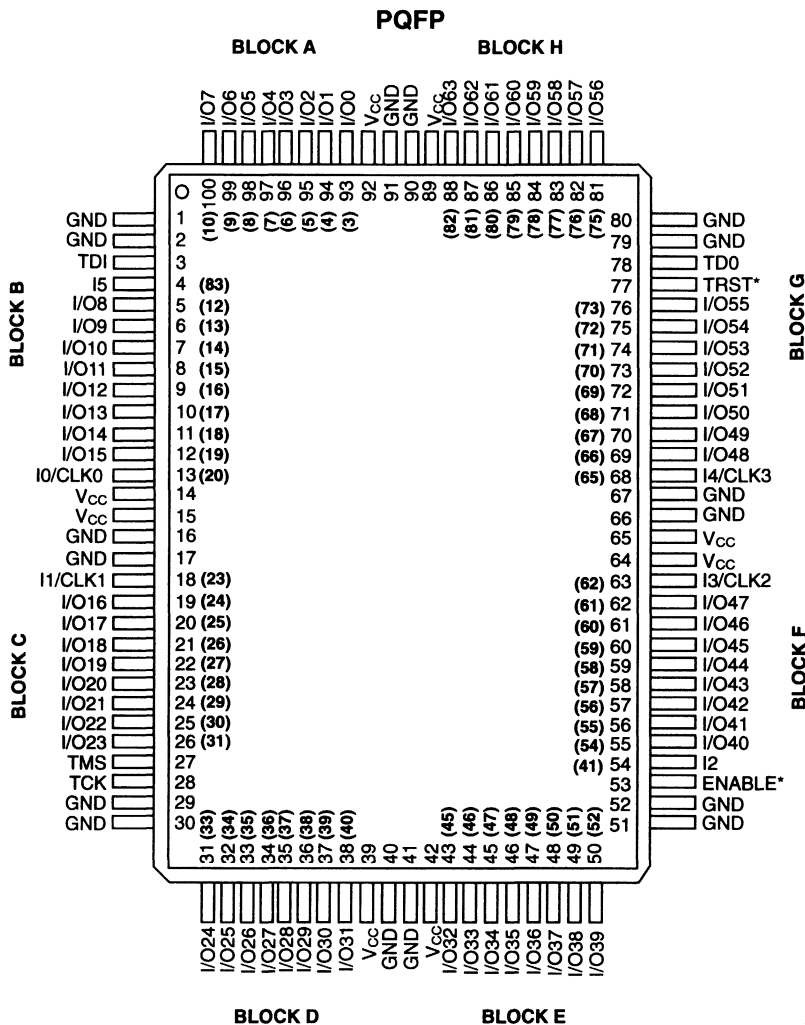 PQFP
BLOCK A
BLOCK H
I/O7 I/O6 I/O5 I/O4 I/O3 I/O2 I/O1 I/O0 Vcc GND GND Vcc I/O63 I/O62 I/O61 I/O60 I/O59 I/O58 I/O57 I/O56
100 99 98 97 96 95 94 93 92 91 90 89 88 87 86 85 84 83 82 81
(10) (9) (8) (7) (6) (5) (4) (3) (82) (81) (80) (79) (78) (77) (76) (75)
BLOCK B
GND 1
GND 2
TDI 3
I5 4 (83)
I/O8 5 (12)
I/O9 6 (13)
I/O10 7 (14)
I/O11 8 (15)
I/O12 9 (16)
I/O13 10 (17)
I/O14 11 (18)
I/O15 12 (19)
I0/CLK0 13 (20)
Vcc 14
Vcc 15
GND 16
GND 17
BLOCK C
I1/CLK1 18 (23)
I/O16 19 (24)
I/O17 20 (25)
I/O18 21 (26)
I/O19 22 (27)
I/O20 23 (28)
I/O21 24 (29)
I/O22 25 (30)
I/O23 26 (31)
TMS 27
TCK 28
GND 29
GND 30
80 GND
79 GND
78 TD0
77 TRST*
(73) 76 I/O55
(72) 75 I/O54
(71) 74 I/O53
(70) 73 I/O52
(69) 72 I/O51
(68) 71 I/O50
(67) 70 I/O49
(66) 69 I/O48
(65) 68 I4/CLK3
67 GND
66 GND
65 Vcc
64 Vcc
BLOCK G
(62) 63 I3/CLK2
(61) 62 I/O47
(60) 61 I/O46
(59) 60 I/O45
(58) 59 I/O44
(57) 58 I/O43
(56) 57 I/O42
(55) 56 I/O41
(54) 55 I/O40
(41) 54 I2
53 ENABLE*
52 GND
51 GND
BLOCK F
(33) (34) (35) (36) (37) (38) (39) (40) (45) (46) (47) (48) (49) (50) (51) (52)
31 32 33 34 35 36 37 38 39 40 41 42 43 44 45 46 47 48 49 50
I/O24 I/O25 I/O26 I/O27 I/O28 I/O29 I/O30 I/O31 Vcc GND GND Vcc I/O32 I/O33 I/O34 I/O35 I/O36 I/O37 I/O38 I/O39
BLOCK D
BLOCK E